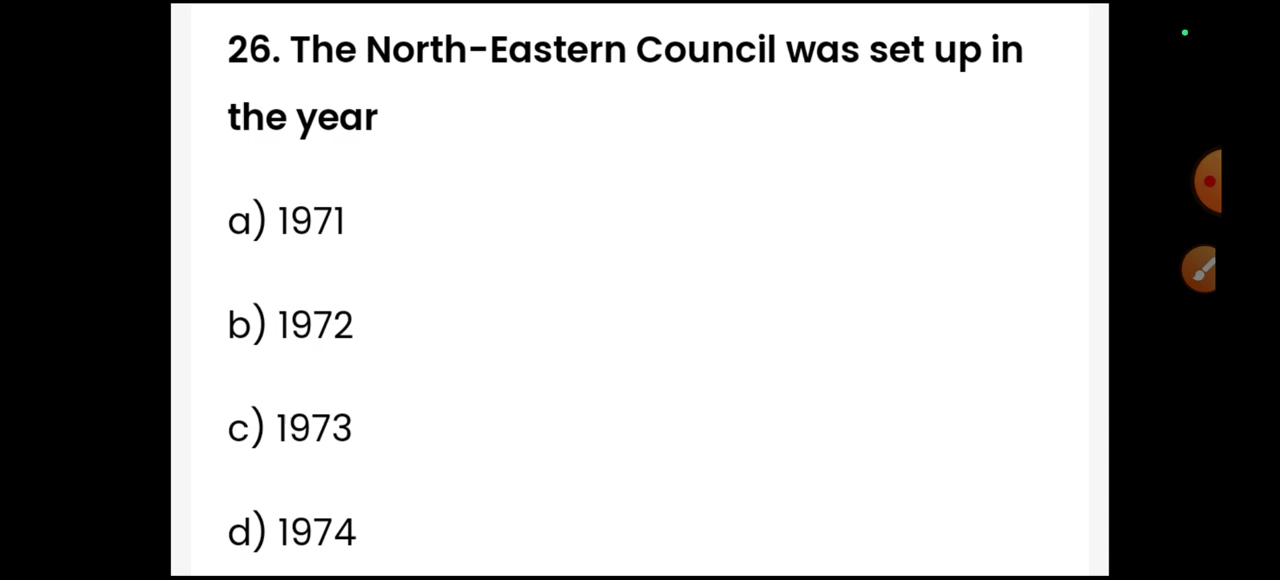 26. The North-Eastern Council was set up in
the year
a) 1971
b) 1972
c) 1973
d) 1974